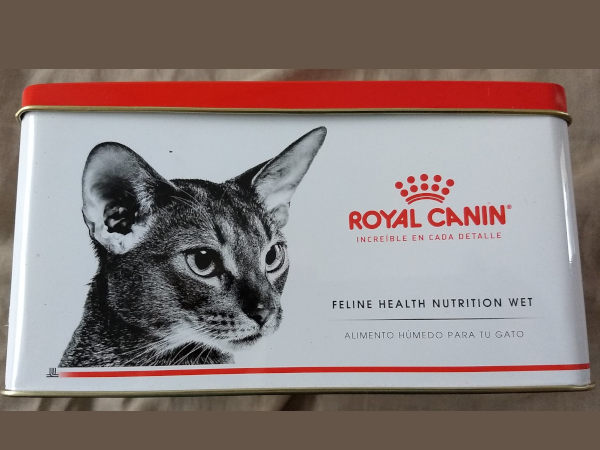 ROYAL CANIN®
INCREÍBLE EN CADA DETALLE
FELINE HEALTH NUTRITION WET
ALIMENTO HÚMEDO PARA TU GATO